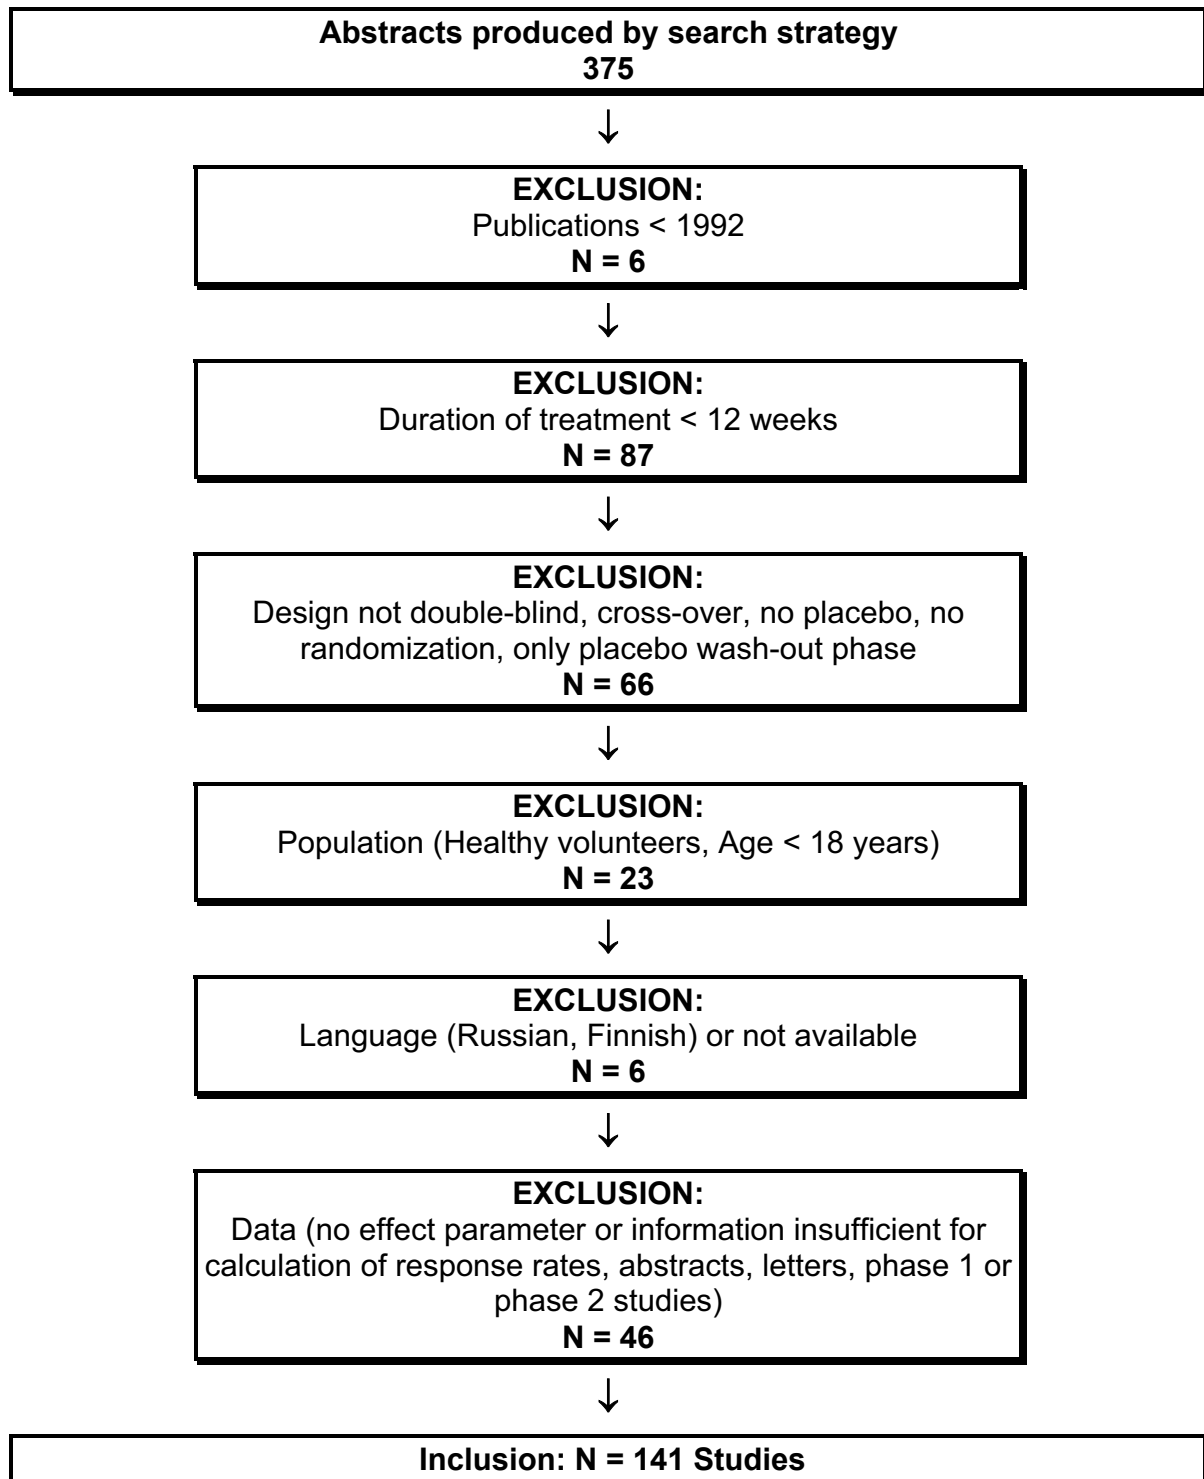 Abstracts produced by search strategy
375
↓
EXCLUSION:
Publications < 1992
N = 6
↓
EXCLUSION:
Duration of treatment < 12 weeks
N = 87
↓
EXCLUSION:
Design not double-blind, cross-over, no placebo, no
randomization, only placebo wash-out phase
N = 66
↓
EXCLUSION:
Population (Healthy volunteers, Age < 18 years)
N = 23
↓
EXCLUSION:
Language (Russian, Finnish) or not available
N = 6
↓
EXCLUSION:
Data (no effect parameter or information insufficient for
calculation of response rates, abstracts, letters, phase 1 or
phase 2 studies)
N = 46
↓
Inclusion: N = 141 Studies